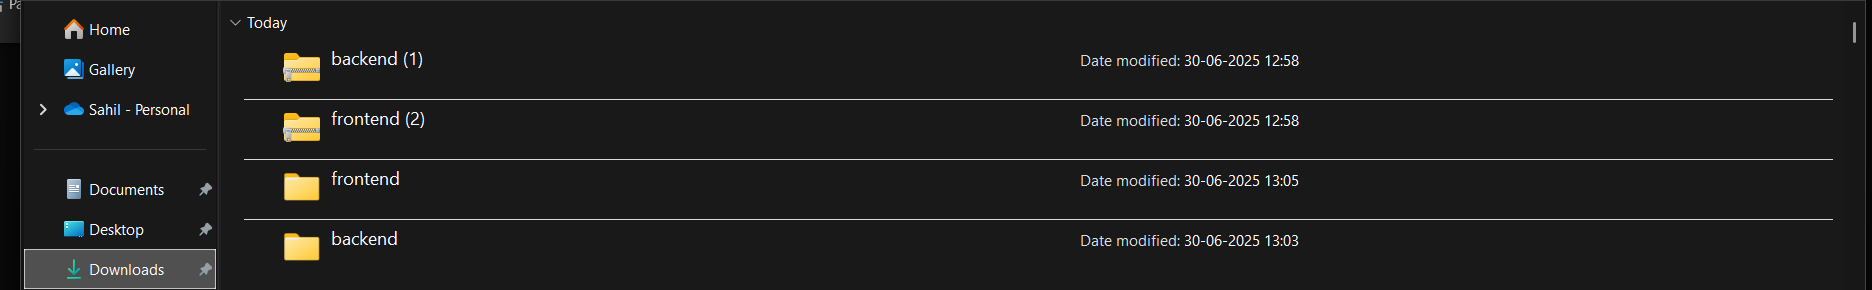 Pa
Home
Gallery
Sahil - Personal
Documents
Desktop
Downloads
Today
backend (1) Date modified: 30-06-2025 12:58
frontend (2) Date modified: 30-06-2025 12:58
frontend Date modified: 30-06-2025 13:05
backend Date modified: 30-06-2025 13:03